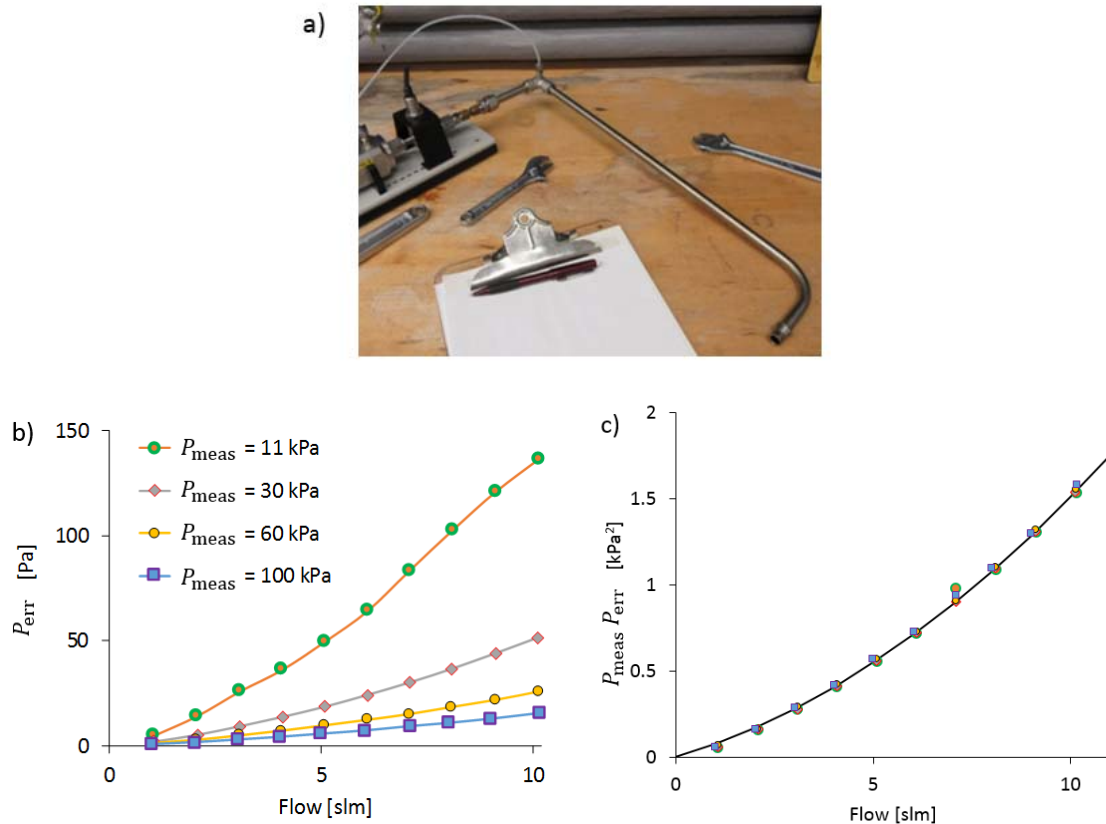 a)
b)
150
100
50
0
P_err [Pa]
P_meas = 11 kPa
P_meas = 30 kPa
P_meas = 60 kPa
P_meas = 100 kPa
0 5 10
Flow [slm]
c)
2
1.5
1
0.5
0
P_meas P_err [kPa²]
0 5 10
Flow [slm]